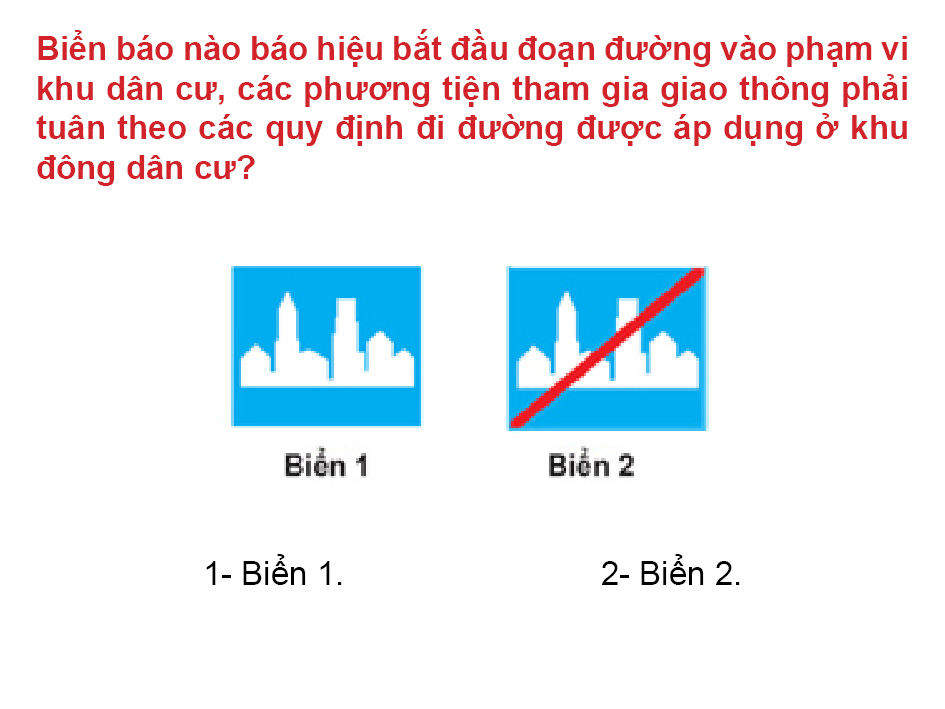 Biển báo nào báo hiệu bắt đầu đoạn đường vào phạm vi
khu dân cư, các phương tiện tham gia giao thông phải
tuân theo các quy định đi đường được áp dụng ở khu
đông dân cư?
Biển 1
Biển 2
1- Biển 1.
2- Biển 2.